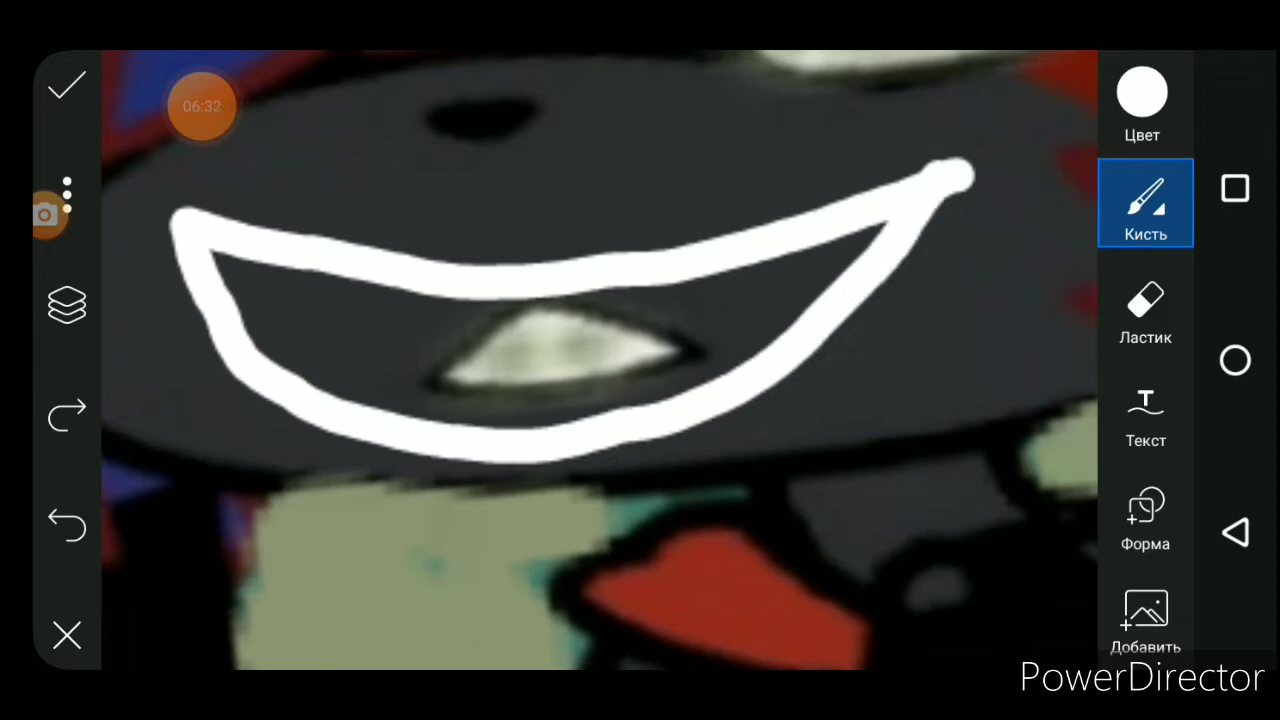 06:32
Цвет
Кисть
Ластик
Текст
Форма
Добавить
PowerDirector